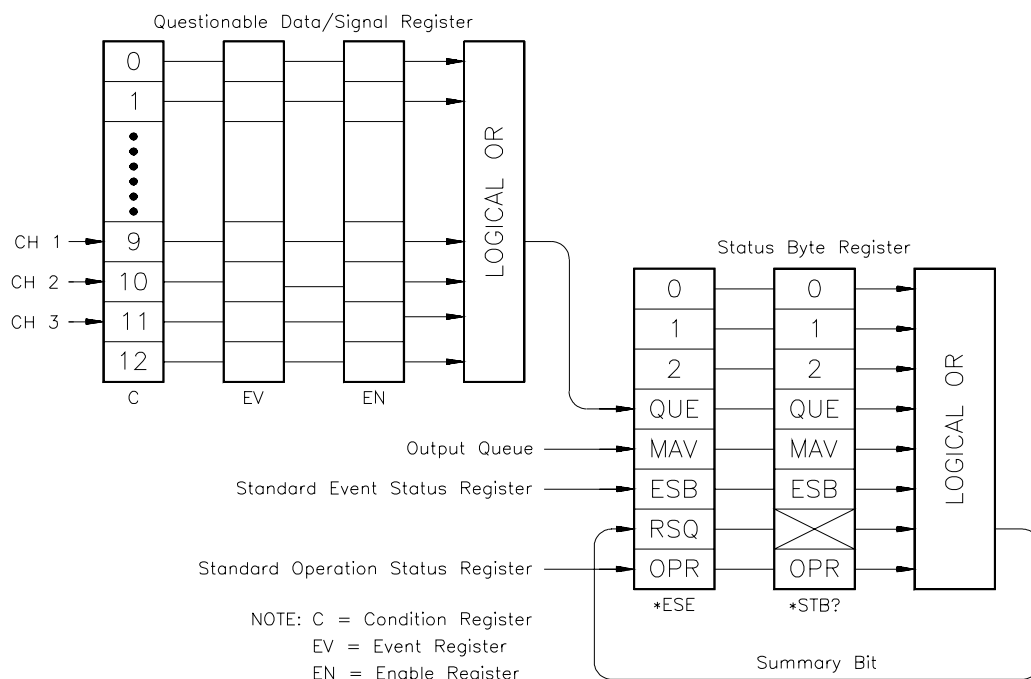 Questionable Data/Signal Register
0
1
9
10
11
12
CH 1
CH 2
CH 3
C
EV
EN
LOGICAL OR
Status Byte Register
0
1
2
QUE
MAV
ESB
RSQ
OPR
0
1
2
QUE
MAV
ESB
OPR
LOGICAL OR
Output Queue
Standard Event Status Register
Standard Operation Status Register
*ESE
*STB?
NOTE: C = Condition Register
EV = Event Register
EN = Enable Register
Summary Bit